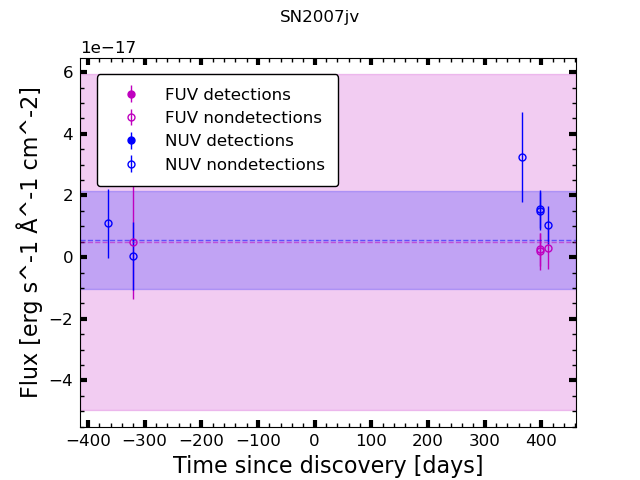 SN2007jv
1e−17
6
4
2
0
−2
−4
FUV detections
FUV nondetections
NUV detections
NUV nondetections
Flux [erg s^-1 Å^-1 cm^-2]
−400 −300 −200 −100 0 100 200 300 400
Time since discovery [days]